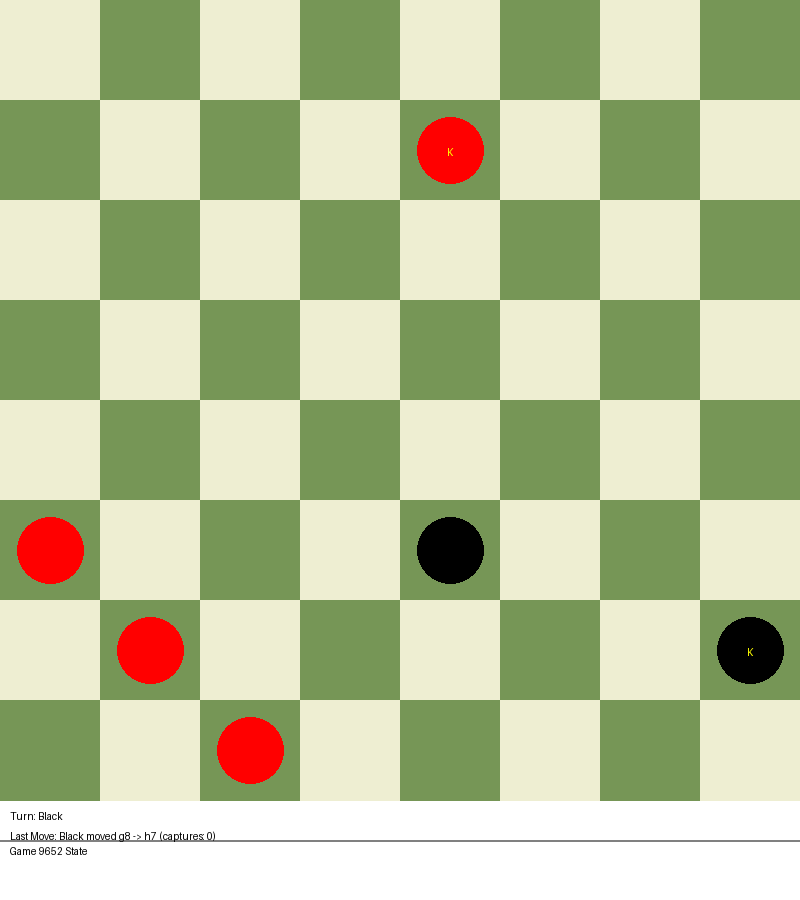 K
K
Turn: Black
Last Move: Black moved g8 -> h7 (captures: 0)
Game 9652 State